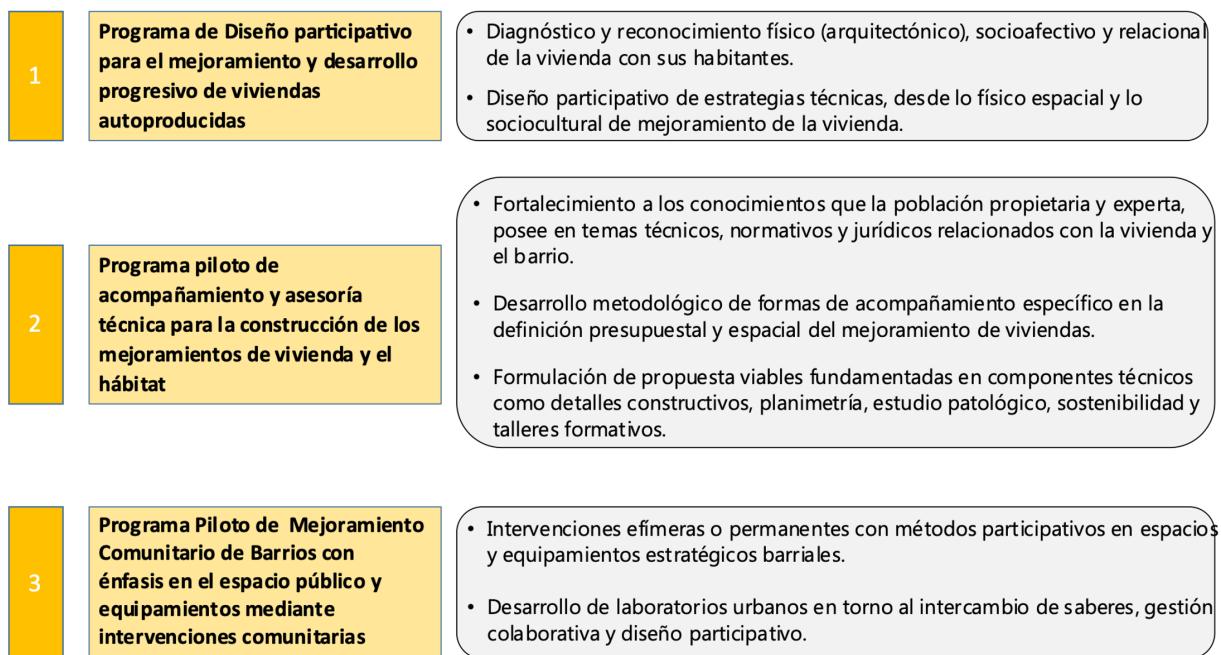 1
Programa de Diseño participativo
para el mejoramiento y desarrollo
progresivo de viviendas
autoproducidas
• Diagnóstico y reconocimiento físico (arquitectónico), socioafectivo y relacional
de la vivienda con sus habitantes.
• Diseño participativo de estrategias técnicas, desde lo físico espacial y lo
sociocultural de mejoramiento de la vivienda.
2
Programa piloto de
acompañamiento y asesoría
técnica para la construcción de los
mejoramientos de vivienda y el
hábitat
• Fortalecimiento a los conocimientos que la población propietaria y experta,
posee en temas técnicos, normativos y jurídicos relacionados con la vivienda y
el barrio.
• Desarrollo metodológico de formas de acompañamiento específico en la
definición presupuestal y espacial del mejoramiento de viviendas.
• Formulación de propuesta viables fundamentadas en componentes técnicos
como detalles constructivos, planimetría, estudio patológico, sostenibilidad y
talleres formativos.
3
Programa Piloto de Mejoramiento
Comunitario de Barrios con
énfasis en el espacio público y
equipamientos mediante
intervenciones comunitarias
• Intervenciones efímeras o permanentes con métodos participativos en espacios
y equipamientos estratégicos barriales.
• Desarrollo de laboratorios urbanos en torno al intercambio de saberes, gestión
colaborativa y diseño participativo.